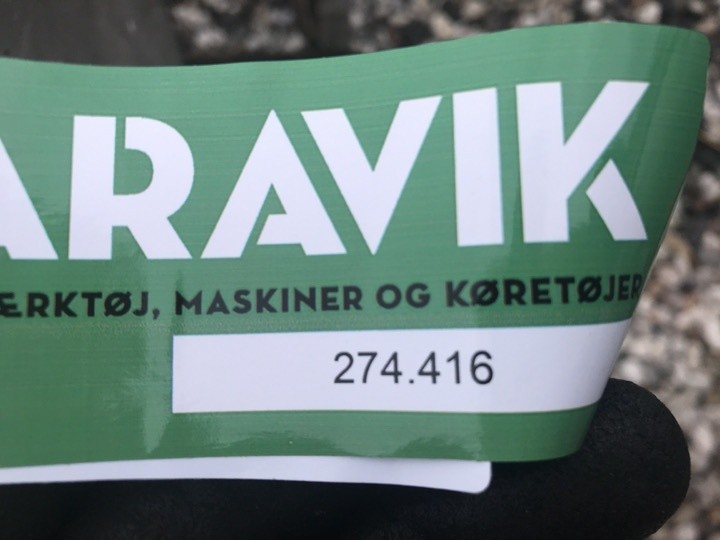 ARAVIK
ÆRKTØJ, MASKINER OG KØRETØJER
274.416